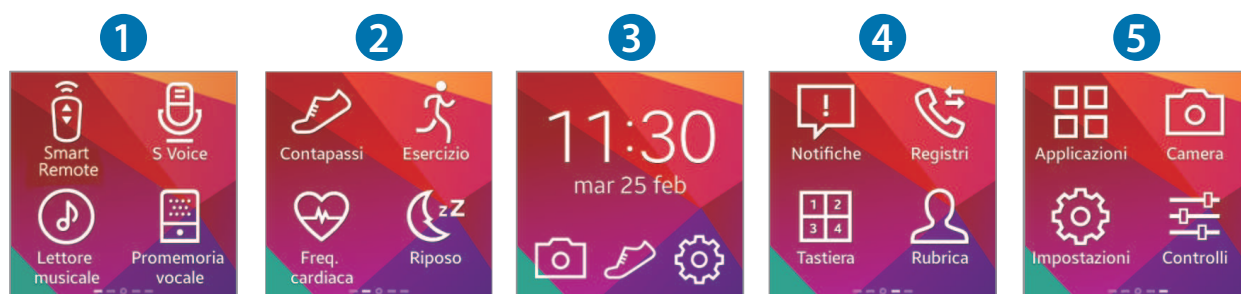 1
2
3
4
5
Smart
Remote
S Voice
Lettore
musicale
Promemoria
vocale
Contapassi
Esercizio
Freq.
cardiaca
Riposo
zZ
11:30
mar 25 feb
Notifiche
Registri
1 2
3 4
Tastiera
Rubrica
Applicazioni
Camera
Impostazioni
Controlli